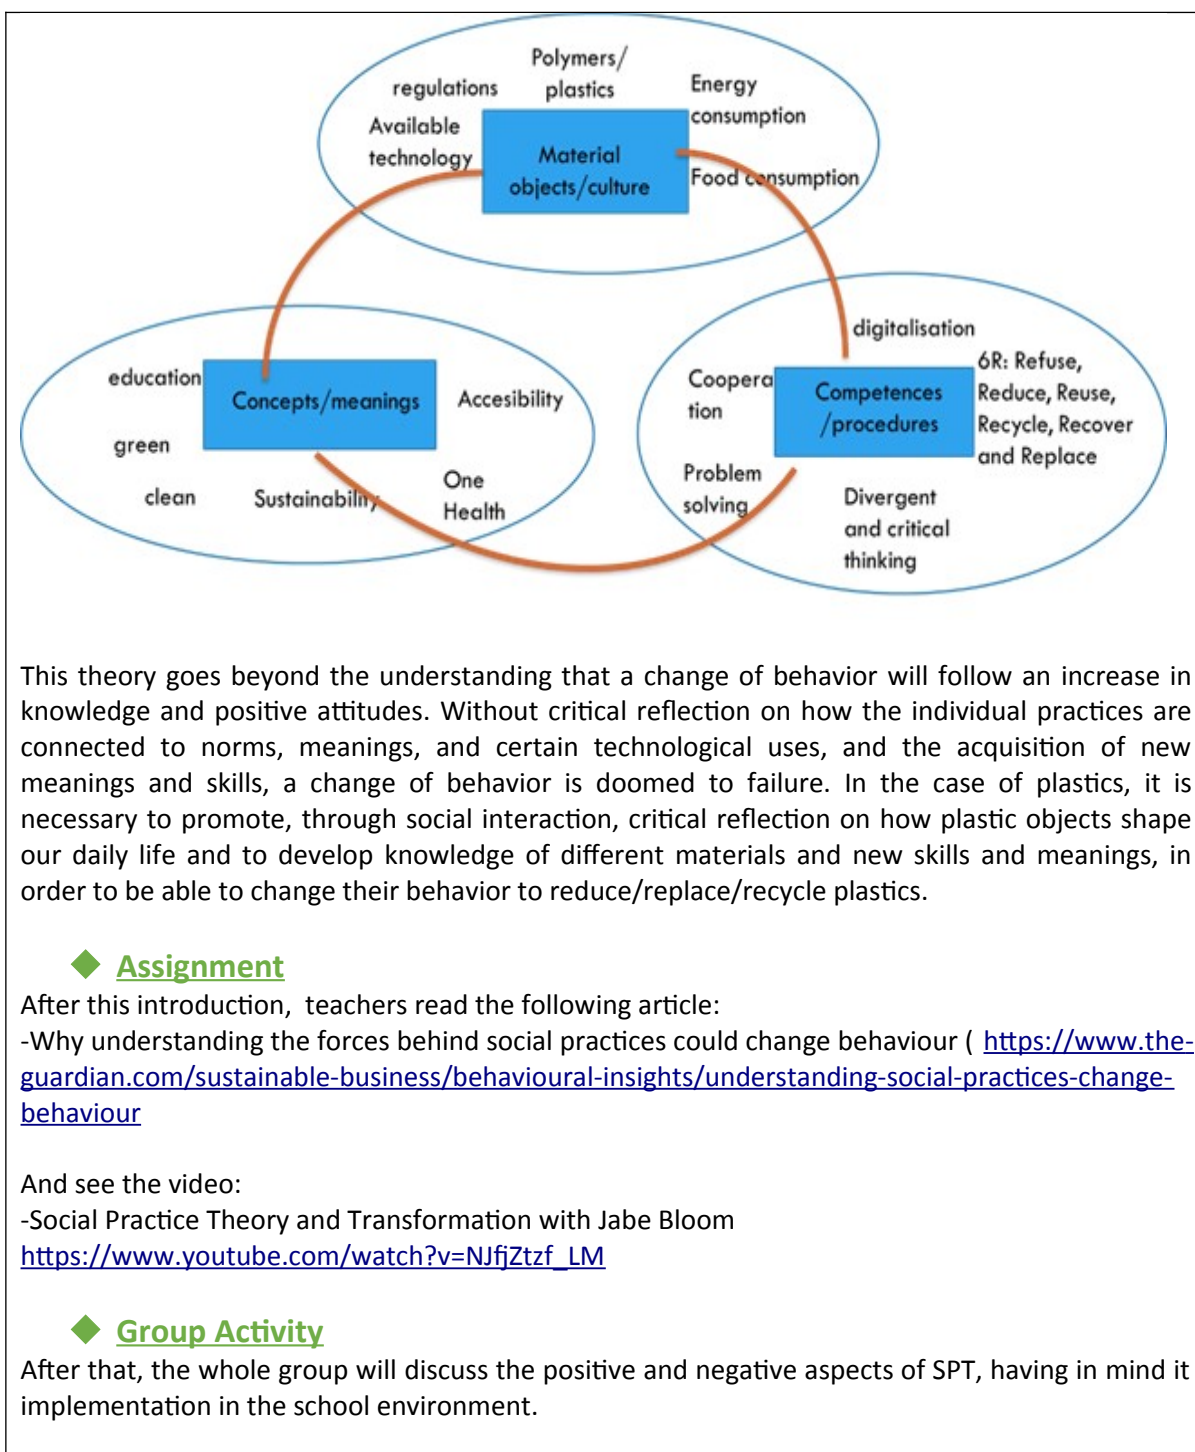 Polymers/
plastics
regulations
Energy
consumption
Available
technology
Material
objects/culture
Food consumption
education
Concepts/meanings
Accesibility
green
clean
Sustainability
One
Health
digitalisation
Coopera
tion
Competences
/procedures
6R: Refuse,
Reduce, Reuse,
Recycle, Recover
and Replace
Problem
solving
Divergent
and critical
thinking
This theory goes beyond the understanding that a change of behavior will follow an increase in
knowledge and positive attitudes. Without critical reflection on how the individual practices are
connected to norms, meanings, and certain technological uses, and the acquisition of new
meanings and skills, a change of behavior is doomed to failure. In the case of plastics, it is
necessary to promote, through social interaction, critical reflection on how plastic objects shape
our daily life and to develop knowledge of different materials and new skills and meanings, in
order to be able to change their behavior to reduce/replace/recycle plastics.
Assignment
After this introduction, teachers read the following article:
-Why understanding the forces behind social practices could change behaviour ( https://www.the-
guardian.com/sustainable-business/behavioural-insights/understanding-social-practices-change-
behaviour
And see the video:
-Social Practice Theory and Transformation with Jabe Bloom
https://www.youtube.com/watch?v=NJfjZtzf_LM
Group Activity
After that, the whole group will discuss the positive and negative aspects of SPT, having in mind it
implementation in the school environment.